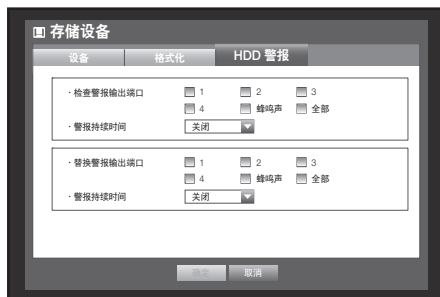 存储设备
设备 格式化 HDD 警报
· 检查警报输出端口 1 2 3
4 蜂鸣声 全部
· 警报持续时间 关闭
· 替换警报输出端口 1 2 3
4 蜂鸣声 全部
· 警报持续时间 关闭
确定 取消